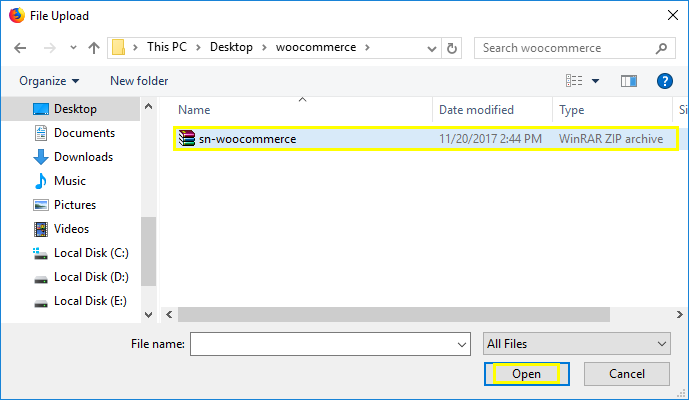 File Upload
This PC > Desktop > woocommerce >
Search woocommerce
Organize
New folder
?
Name
Date modified
Type
Si
Desktop
Documents
Downloads
Music
Pictures
Videos
Local Disk (C:)
Local Disk (D:)
Local Disk (E:)
sn-woocommerce
11/20/2017 2:44 PM
WinRAR ZIP archive
File name:
All Files
Open
Cancel